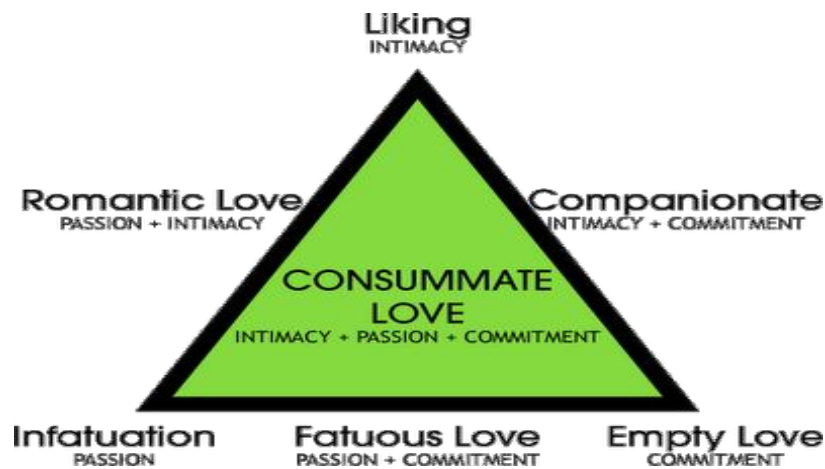 Liking
INTIMACY
Romantic Love
PASSION + INTIMACY
Companionate
INTIMACY + COMMITMENT
CONSUMMATE
LOVE
INTIMACY + PASSION + COMMITMENT
Infatuation
PASSION
Fatuous Love
PASSION + COMMITMENT
Empty Love
COMMITMENT